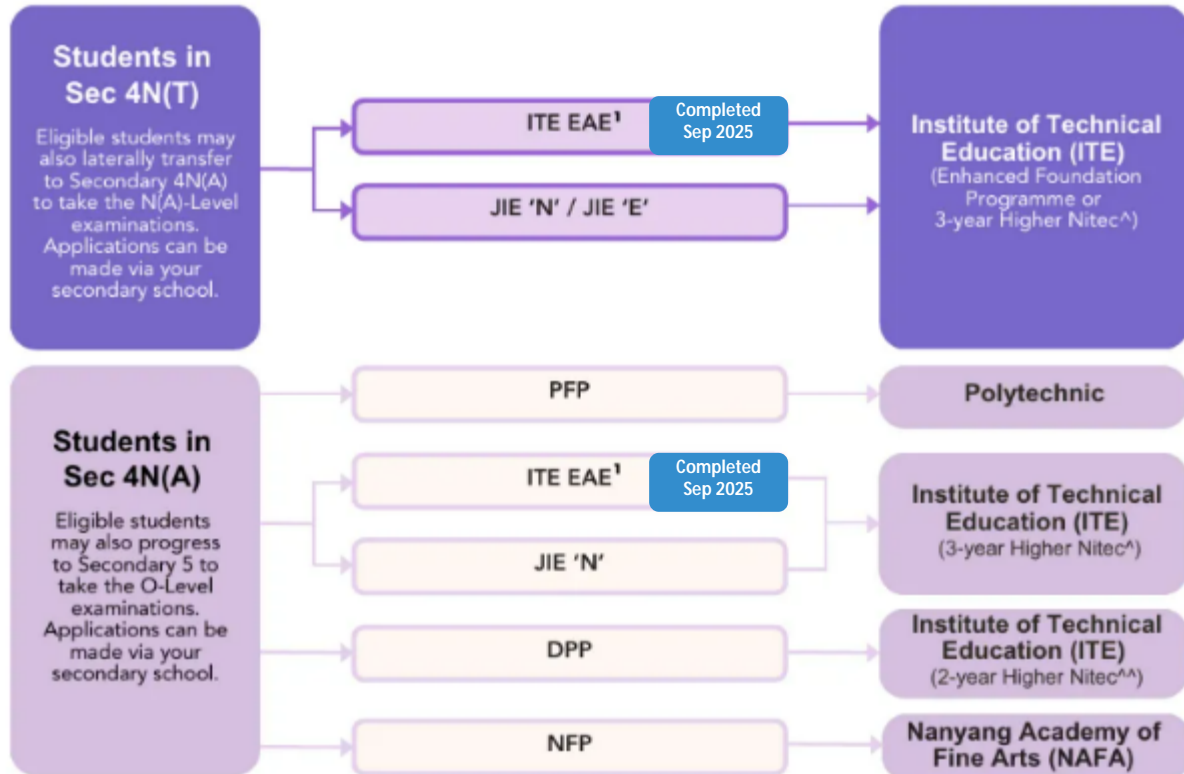 Students in
Sec 4N(T)
Eligible students may
also laterally transfer
to Secondary 4N(A)
to take the N(A)-Level
examinations.
Applications can be
made via your
secondary school.
ITE EAE¹
Completed
Sep 2025
JIE ‘N’ / JIE ‘E’
Institute of Technical
Education (ITE)
(Enhanced Foundation
Programme or
3-year Higher Nitec^)
Students in
Sec 4N(A)
Eligible students
may also progress
to Secondary 5 to
take the O-Level
examinations.
Applications can be
made via your
secondary school.
PFP
Polytechnic
ITE EAE¹
Completed
Sep 2025
JIE ‘N’
Institute of Technical
Education (ITE)
(3-year Higher Nitec^)
DPP
Institute of Technical
Education (ITE)
(2-year Higher Nitec^^)
NFP
Nanyang Academy of
Fine Arts (NAFA)